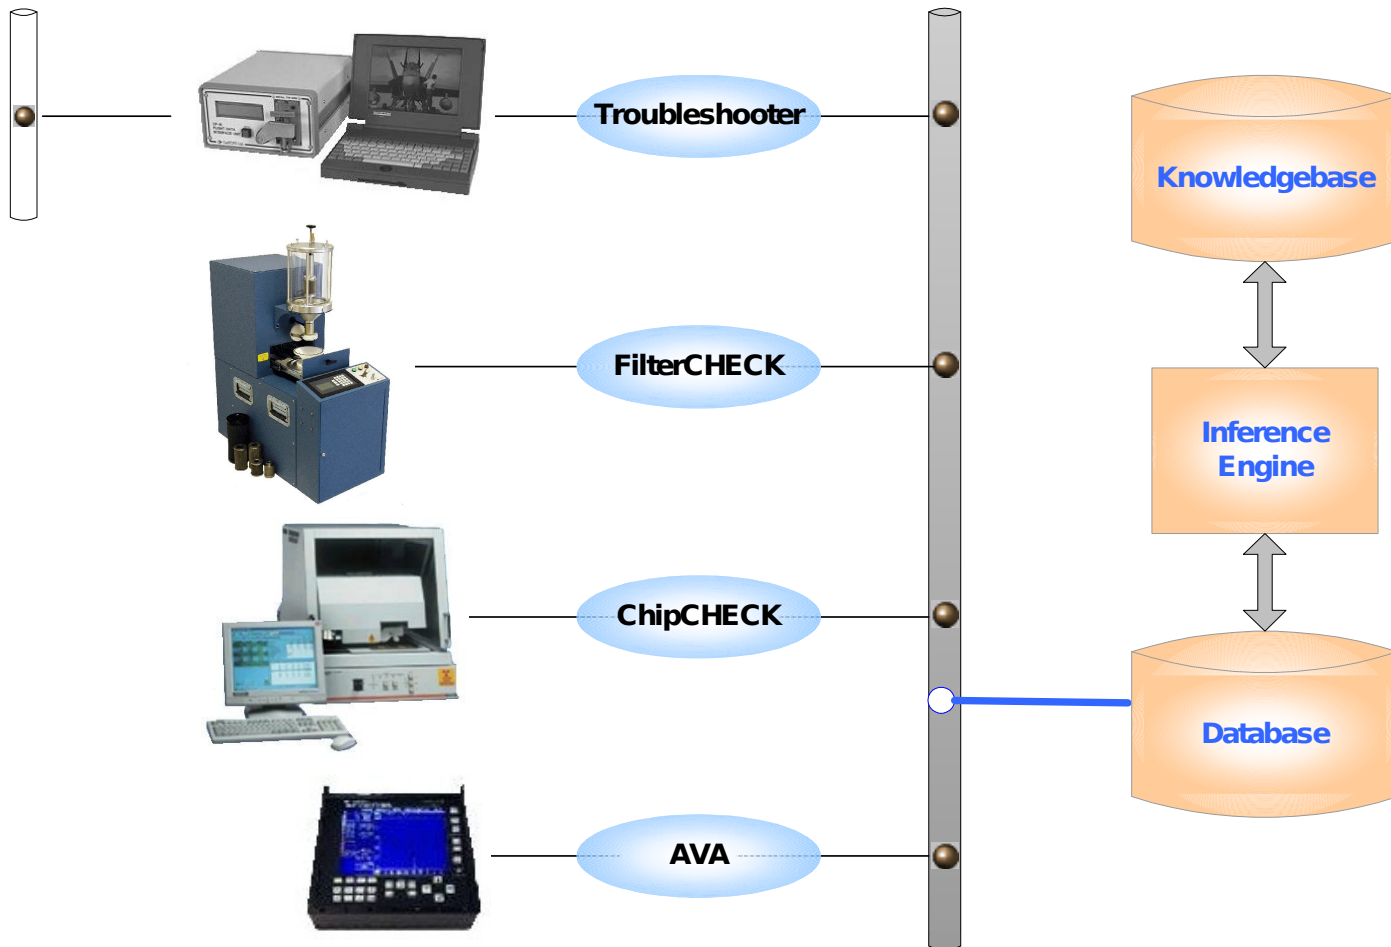 Troubleshooter
Knowledgebase
FilterCHECK
Inference
Engine
ChipCHECK
Database
AVA